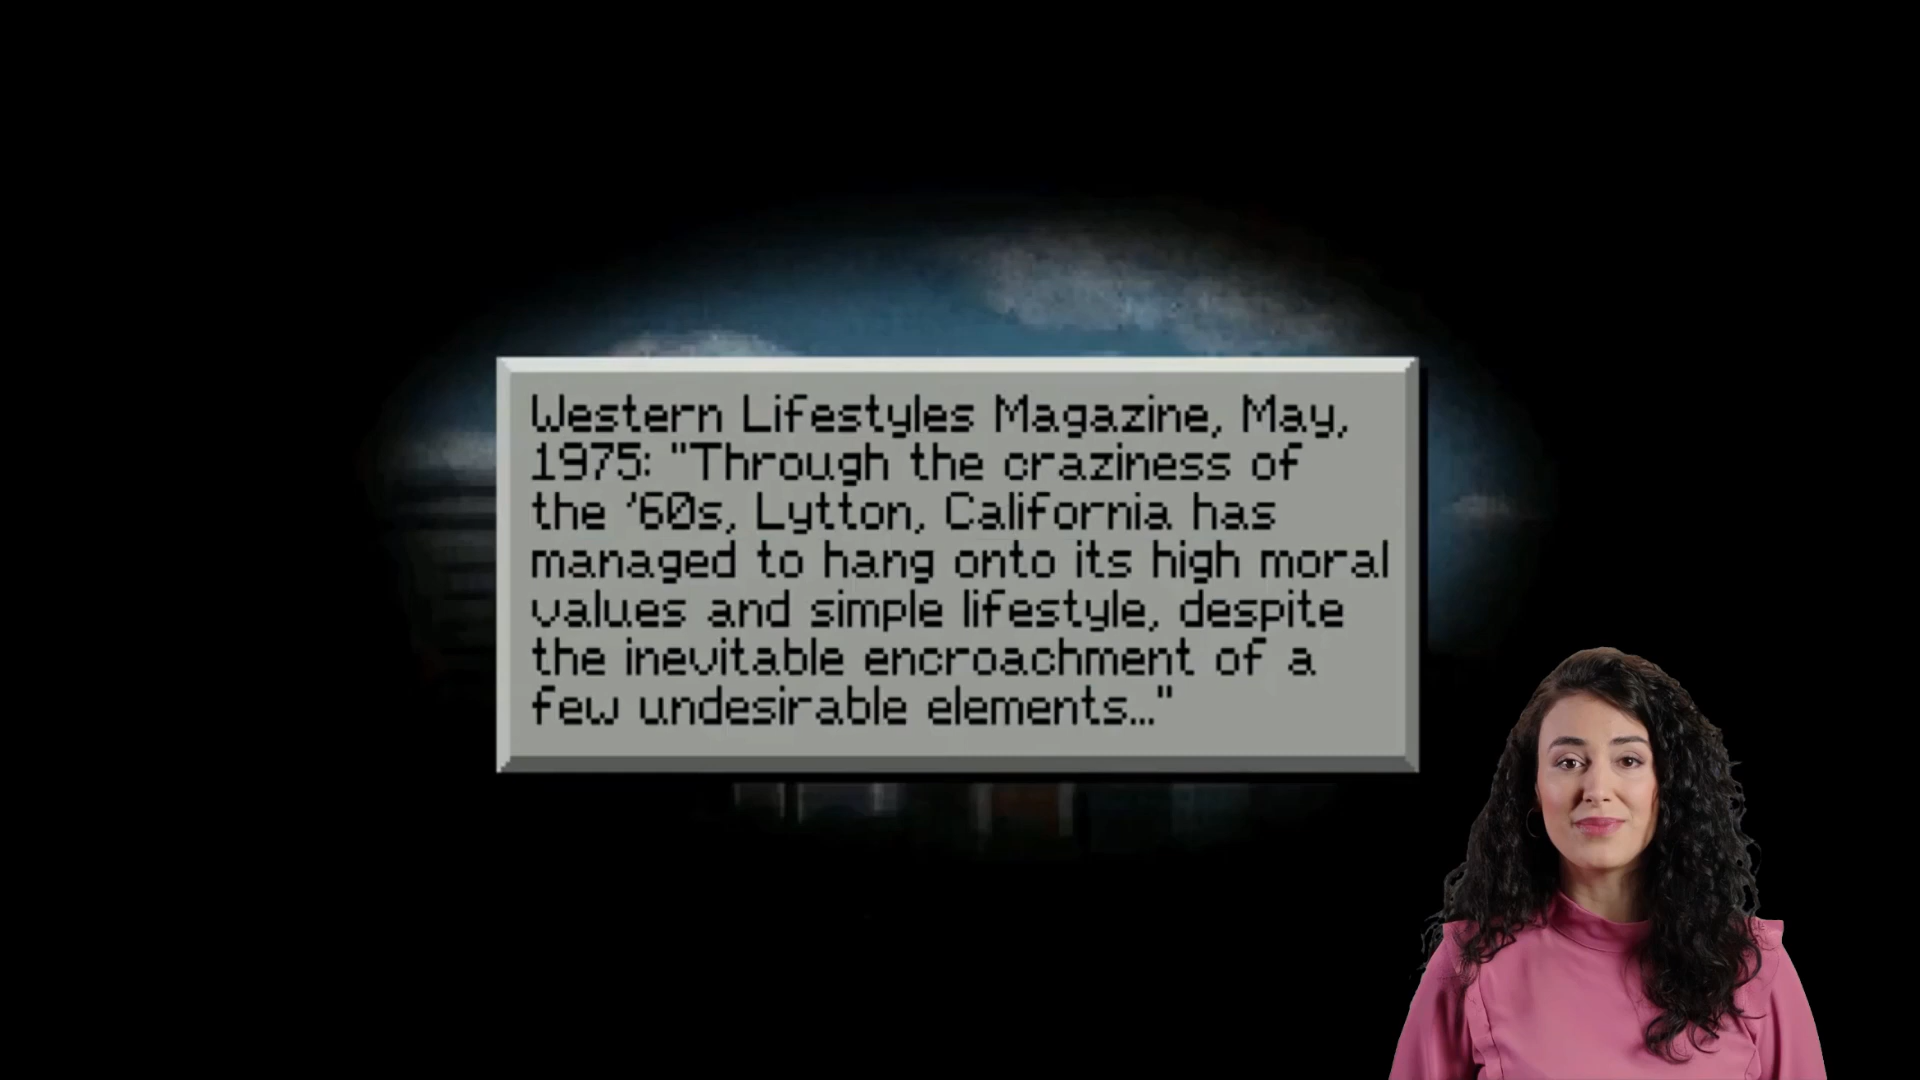 Western Lifestyles Magazine, May,
1975: "Through the craziness of
the '60s, Lytton, California has
managed to hang onto its high moral
values and simple lifestyle, despite
the inevitable encroachment of a
few undesirable elements..."